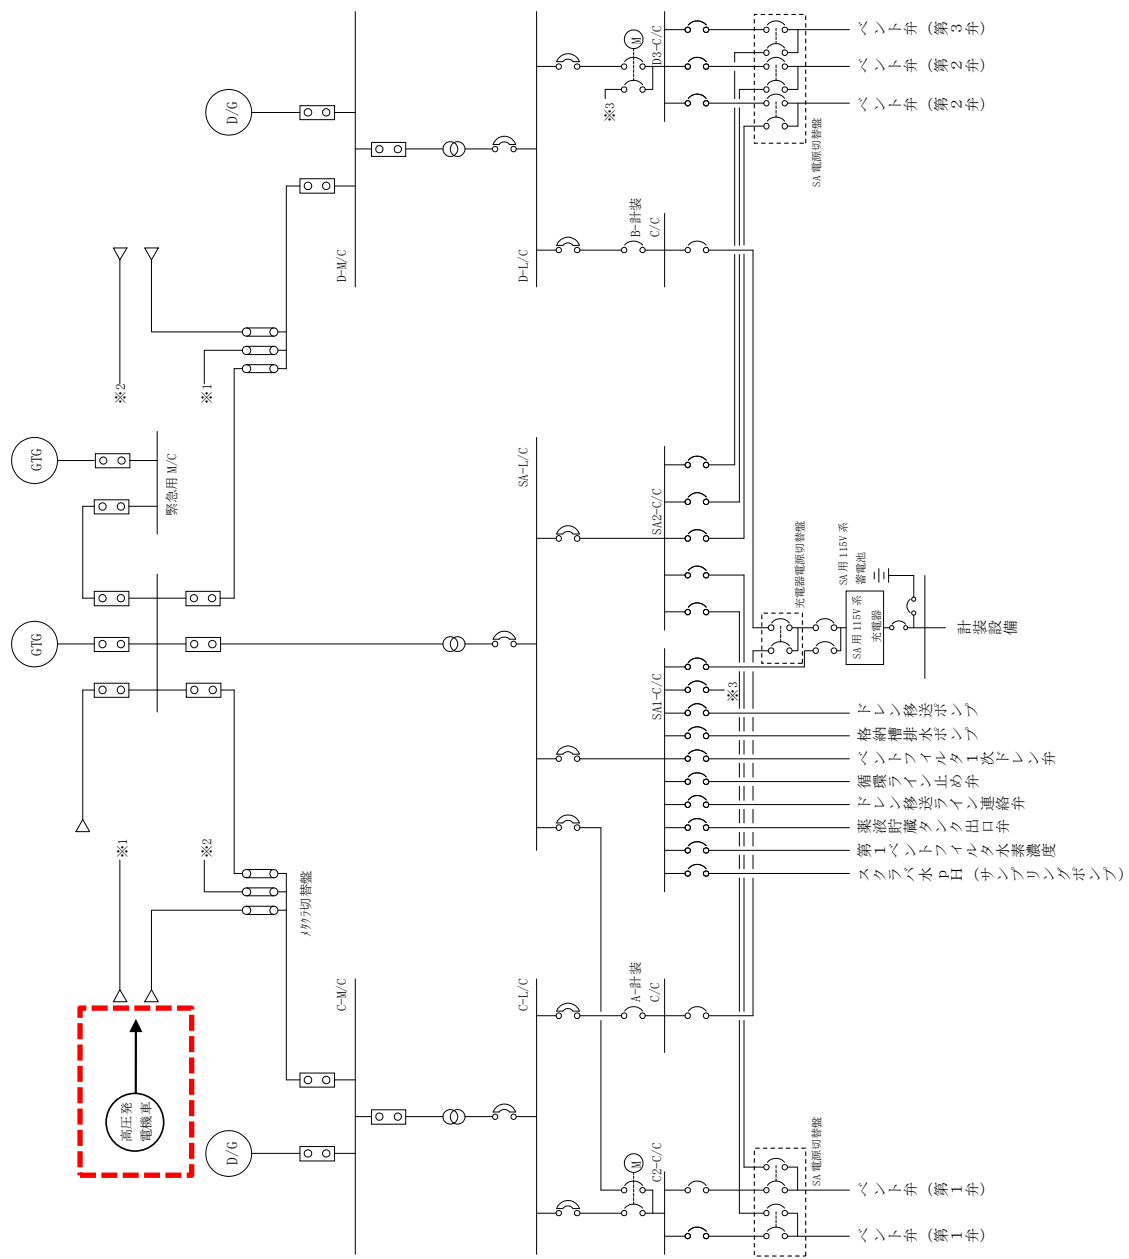 高圧発
電機車
D/G
※1
※2
メタクラ切替盤
C-M/C
C-L/C
A-計装
C/C
M
C2-C/C
SA電源切替盤
ベント弁(第1弁)
ベント弁(第1弁)
GTG
GTG
緊急用M/C
SA-L/C
SA1-C/C
※3
SA2-C/C
スクラバ水pH(サンプリングポンプ)
第1ベントフィルタ水素濃度
薬液貯蔵タンク出口弁
ドレン移送ライン連絡弁
循環ライン止め弁
ベントフィルタ1次ドレン弁
格納槽排水ポンプ
ドレン移送ポンプ
充電器電源切替盤
SA用115V系
充電器
SA用115V系
蓄電池
計装
設備
※2
※1
D/G
D-M/C
D-L/C
B-計装
C/C
※3
M
D3-C/C
SA電源切替盤
ベント弁(第2弁)
ベント弁(第2弁)
ベント弁(第3弁)